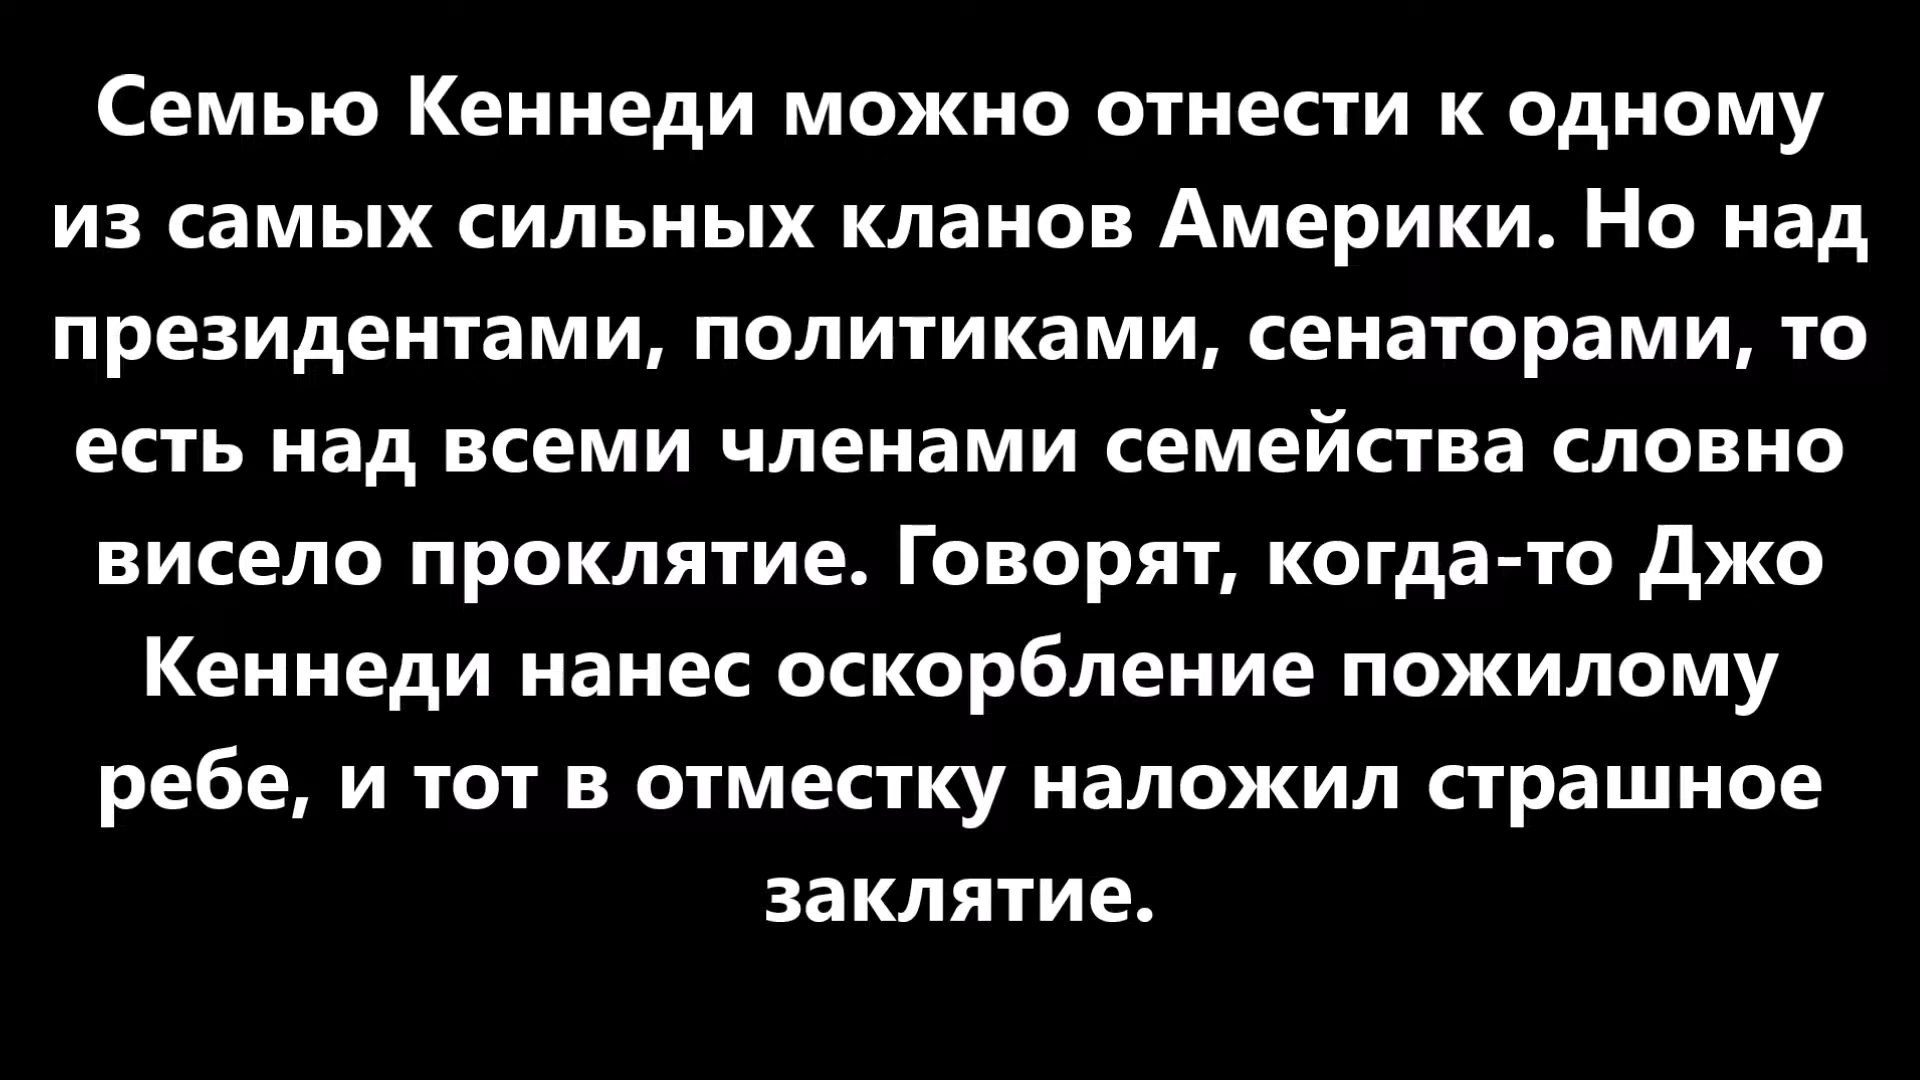 Семью Кеннеди можно отнести к одному
из самых сильных кланов Америки. Но над
президентами, политиками, сенаторами, то
есть над всеми членами семейства словно
висело проклятие. Говорят, когда-то Джо
Кеннеди нанес оскорбление пожилому
ребе, и тот в отместку наложил страшное
заклятие.